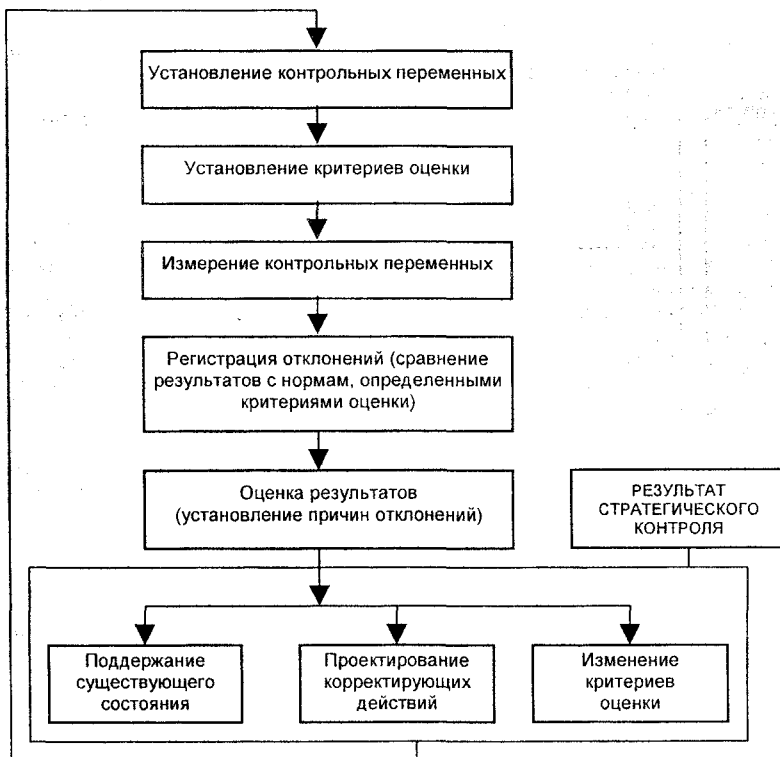 Установление контрольных переменных
Установление критериев оценки
Измерение контрольных переменных
Регистрация отклонений (сравнение
результатов с нормам, определенными
критериями оценки)
Оценка результатов
(установление причин отклонений)
РЕЗУЛЬТАТ
СТРАТЕГИЧЕСКОГО
КОНТРОЛЯ
Поддержание
существующего
состояния
Проектирование
корректирующих
действий
Изменение
критериев
оценки